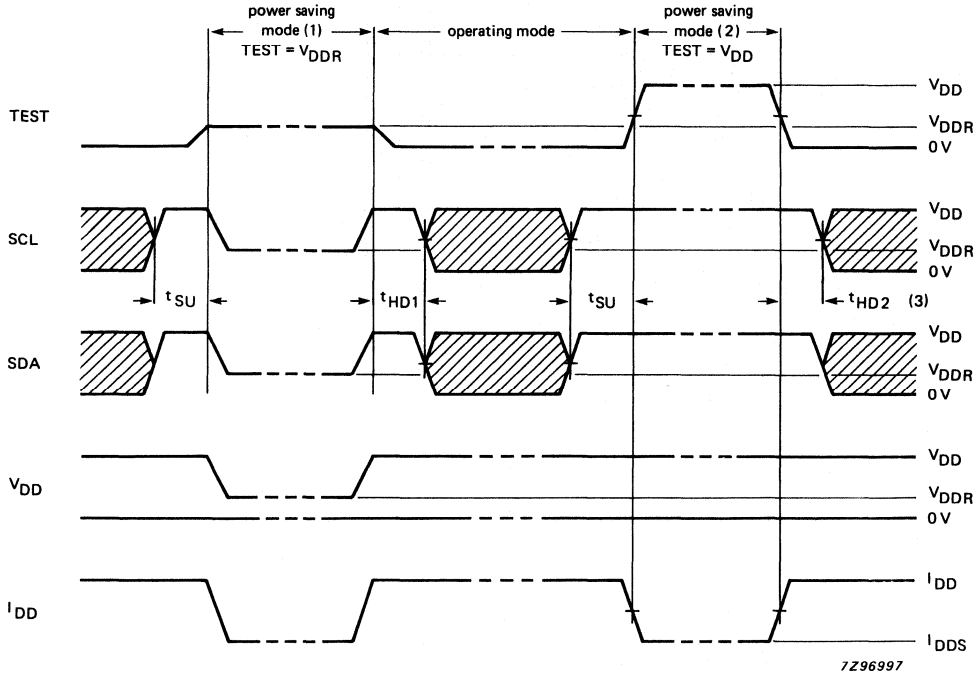 power saving
mode (1)
TEST = VDDR
operating mode
power saving
mode (2)
TEST = VDD
TEST
VDD
VDDR
0 V
SCL
VDD
VDDR
0 V
tSU
tHD1
tSU
tHD2 (3)
SDA
VDD
VDDR
0 V
VDD
VDD
VDDR
0 V
IDD
IDD
IDDS
7Z96997